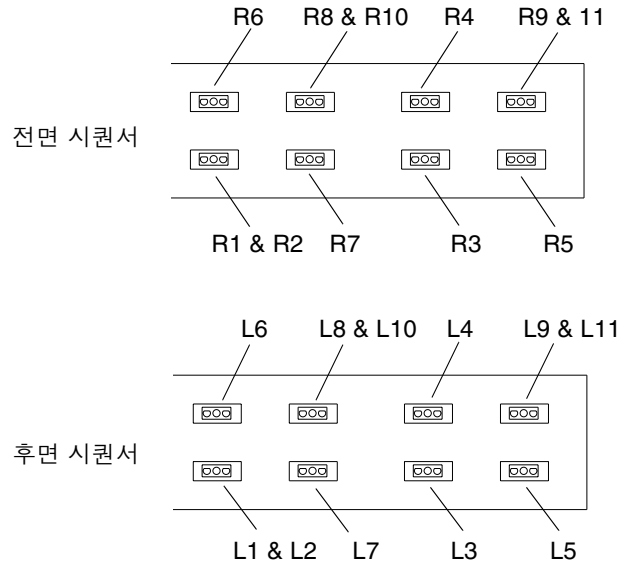 R6 R8 & R10 R4 R9 & 11
전면 시퀀서
R1 & R2 R7 R3 R5
L6 L8 & L10 L4 L9 & L11
후면 시퀀서
L1 & L2 L7 L3 L5